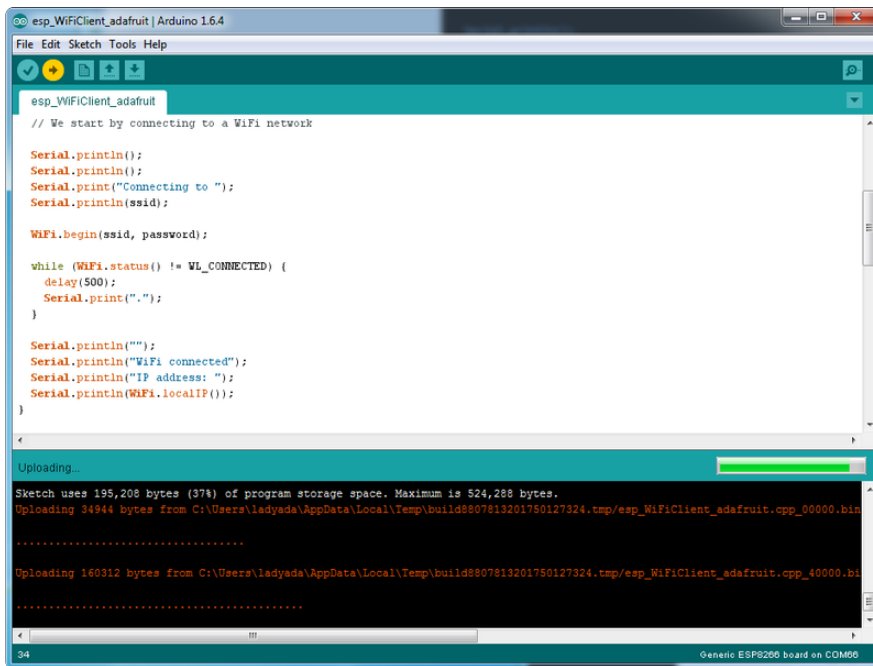 esp_WiFiClient_adafruit | Arduino 1.6.4
File Edit Sketch Tools Help
esp_WiFiClient_adafruit
// We start by connecting to a WiFi network
Serial.println();
Serial.println();
Serial.print("Connecting to ");
Serial.println(ssid);
WiFi.begin(ssid, password);
while (WiFi.status() != WL_CONNECTED) {
delay(500);
Serial.print(".");
}
Serial.println("");
Serial.println("WiFi connected");
Serial.println("IP address: ");
Serial.println(WiFi.localIP());
}
Uploading...
Sketch uses 195,208 bytes (37%) of program storage space. Maximum is 524,288 bytes.
Uploading 34944 bytes from C:\Users\ladyada\AppData\Local\Temp\build8807813201750127324.tmp/esp_WiFiClient_adafruit.cpp_00000.bin
...................................
Uploading 160312 bytes from C:\Users\ladyada\AppData\Local\Temp\build8807813201750127324.tmp/esp_WiFiClient_adafruit.cpp_40000.bi
............................................
34
Generic ESP8266 board on COM66